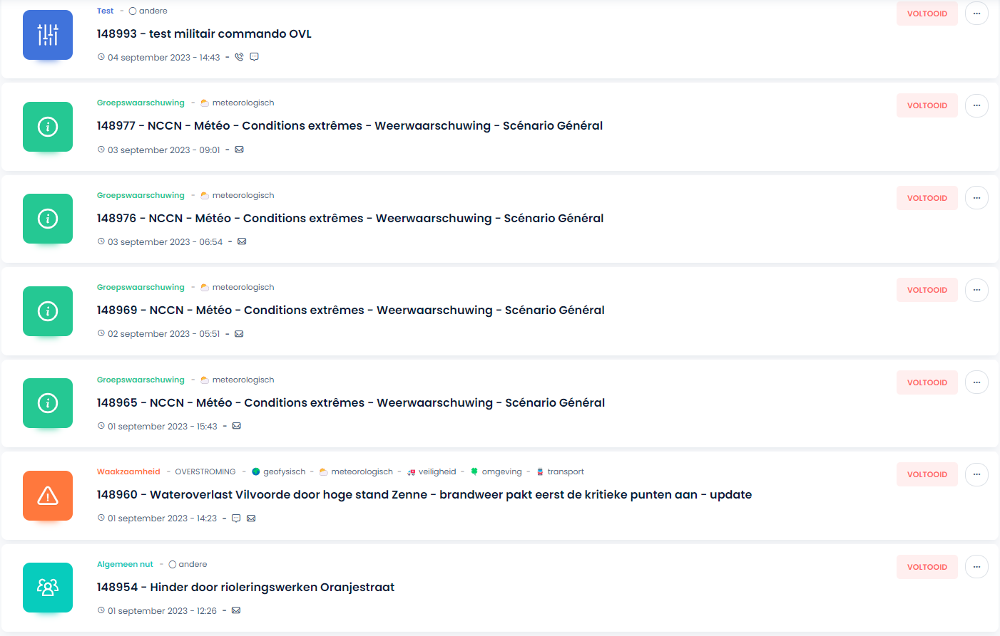 Test - andere
VOLTOOID
148993 - test militair commando OVL
04 september 2023 - 14:43 -
Groepswaarschuwing - meteorologisch
VOLTOOID
148977 - NCCN - Météo - Conditions extrêmes - Weerwaarschuwing - Scénario Général
03 september 2023 - 09:01 -
Groepswaarschuwing - meteorologisch
VOLTOOID
148976 - NCCN - Météo - Conditions extrêmes - Weerwaarschuwing - Scénario Général
03 september 2023 - 06:54 -
Groepswaarschuwing - meteorologisch
VOLTOOID
148969 - NCCN - Météo - Conditions extrêmes - Weerwaarschuwing - Scénario Général
02 september 2023 - 05:51 -
Groepswaarschuwing - meteorologisch
VOLTOOID
148965 - NCCN - Météo - Conditions extrêmes - Weerwaarschuwing - Scénario Général
01 september 2023 - 15:43 -
Waakzaamheid - OVERSTROMING - geofysisch - meteorologisch - veiligheid - omgeving - transport
VOLTOOID
148960 - Wateroverlast Vilvoorde door hoge stand Zenne - brandweer pakt eerst de kritieke punten aan - update
01 september 2023 - 14:23 -
Algemeen nut - andere
VOLTOOID
148954 - Hinder door rioleringswerken Oranjestraat
01 september 2023 - 12:26 -